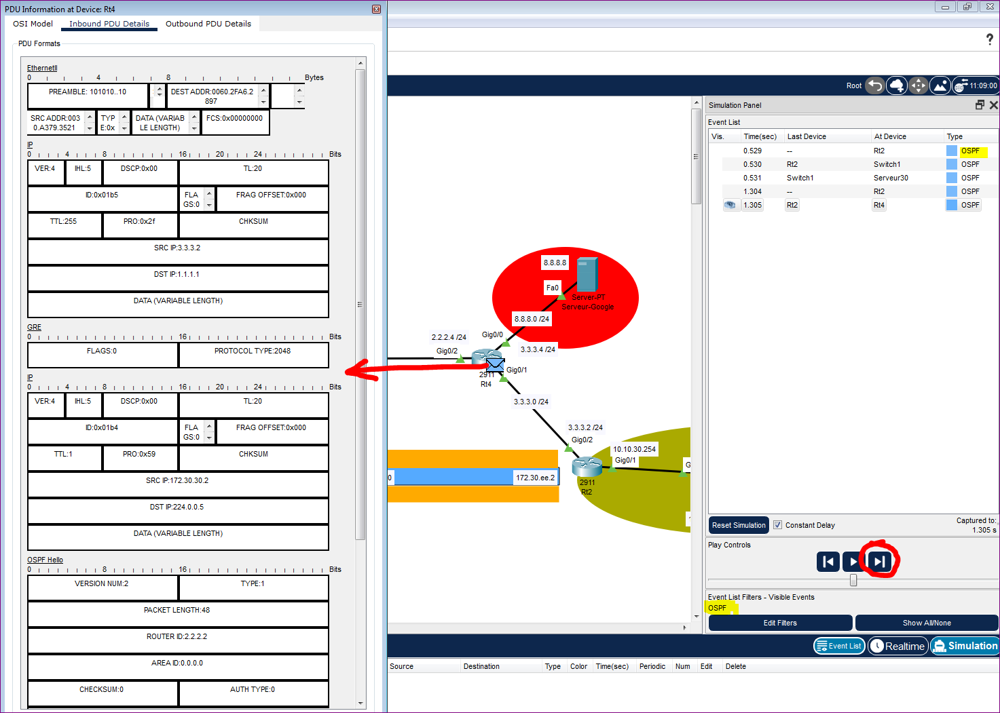 PDU Information at Device: Rt4
OSI Model Inbound PDU Details Outbound PDU Details
PDU Formats
EthernetII
0 4 8 Bytes
PREAMBLE: 101010..10 DEST ADDR:0060.2FA6.2
897
SRC ADDR:003 TYP DATA (VARIAB FCS:0x00000000
0.A379.3521 E:0x LE LENGTH)
IP
0 4 8 16 20 24 Bits
VER:4 IHL:5 DSCP:0x00 TL:20
ID:0x01b5 FLA FRAG OFFSET:0x000
GS:0
TTL:255 PRO:0x2f CHKSUM
SRC IP:3.3.3.2
DST IP:1.1.1.1
DATA (VARIABLE LENGTH)
GRE
0 16 Bits
FLAGS:0 PROTOCOL TYPE:2048
IP
0 4 8 16 20 24 Bits
VER:4 IHL:5 DSCP:0x00 TL:20
ID:0x01b4 FLA FRAG OFFSET:0x000
GS:0
TTL:1 PRO:0x59 CHKSUM
SRC IP:172.30.30.2
DST IP:224.0.0.5
DATA (VARIABLE LENGTH)
OSPF Hello
0 8 16 Bits
VERSION NUM:2 TYPE:1
PACKET LENGTH:48
ROUTER ID:2.2.2.2
AREA ID:0.0.0.0
CHECKSUM:0 AUTH TYPE:0
?
Root 11:09:00
8.8.8.8
Fa0
Server-PT
Serveur-Google
8.8.8.0 /24
2.2.2.4 /24 Gig0/0
Gig0/2 3.3.3.4 /24
Gig0/1
2911
Rt4
3.3.3.0 /24
3.3.3.2 /24
Gig0/2
10.10.30.254
Gig0/1
G
0 172.30.ee.2
2911
Rt2
1
Simulation Panel
Event List
Vis. Time(sec) Last Device At Device Type
0.529 -- Rt2 OSPF
0.530 Rt2 Switch1 OSPF
0.531 Switch1 Serveur30 OSPF
1.304 -- Rt2 OSPF
1.305 Rt2 Rt4 OSPF
Reset Simulation Constant Delay Captured to:
1.305 s
Play Controls
Event List Filters - Visible Events
OSPF
Edit Filters Show All/None
Event List Realtime Simulation
Source Destination Type Color Time(sec) Periodic Num Edit Delete